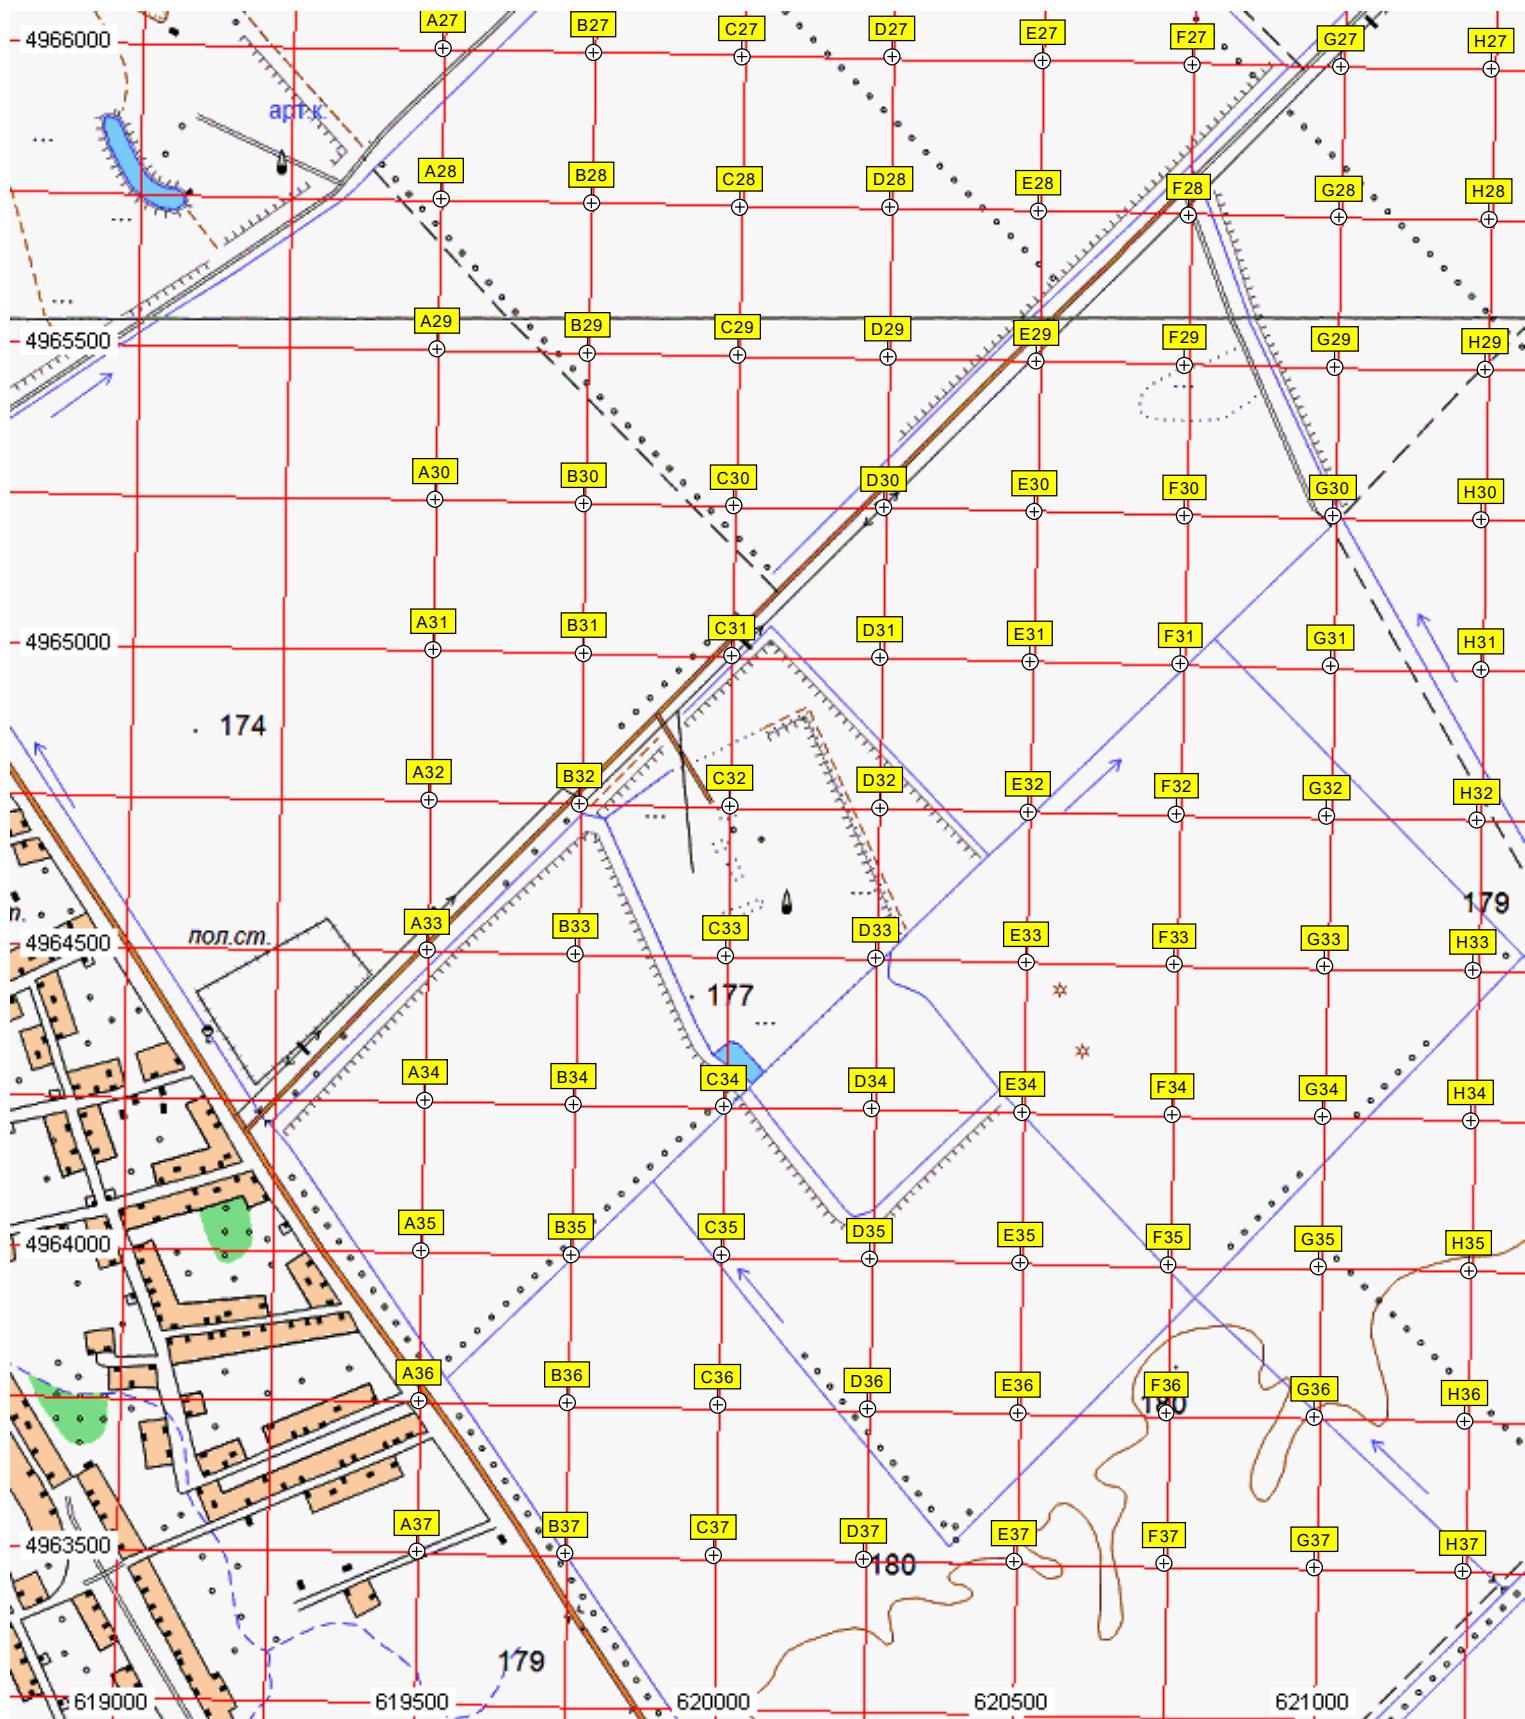 A27 B27 C27 D27 E27 F27 G27 H27
4966000
арт.к.
A28 B28 C28 D28 E28 F28 G28 H28
4965500
A29 B29 C29 D29 E29 F29 G29 H29
A30 B30 C30 D30 E30 F30 G30 H30
4965000
A31 B31 C31 D31 E31 F31 G31 H31
174
A32 B32 C32 D32 E32 F32 G32 H32
179
т.
4964500
пол.ст.
A33 B33 C33 D33 E33 F33 G33 H33
177
A34 B34 C34 D34 E34 F34 G34 H34
4964000
A35 B35 C35 D35 E35 F35 G35 H35
A36 B36 C36 D36 E36 F36 G36 H36
180
4963500
A37 B37 C37 D37 E37 F37 G37 H37
180
179
619000 619500 620000 620500 621000